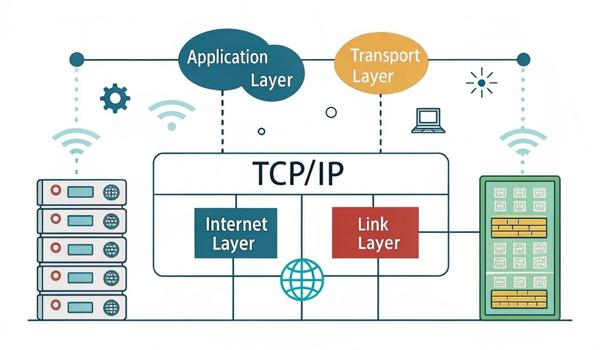 Application
Layer
Transport
Layer
TCP/IP
Internet
Layer
Link
Layer